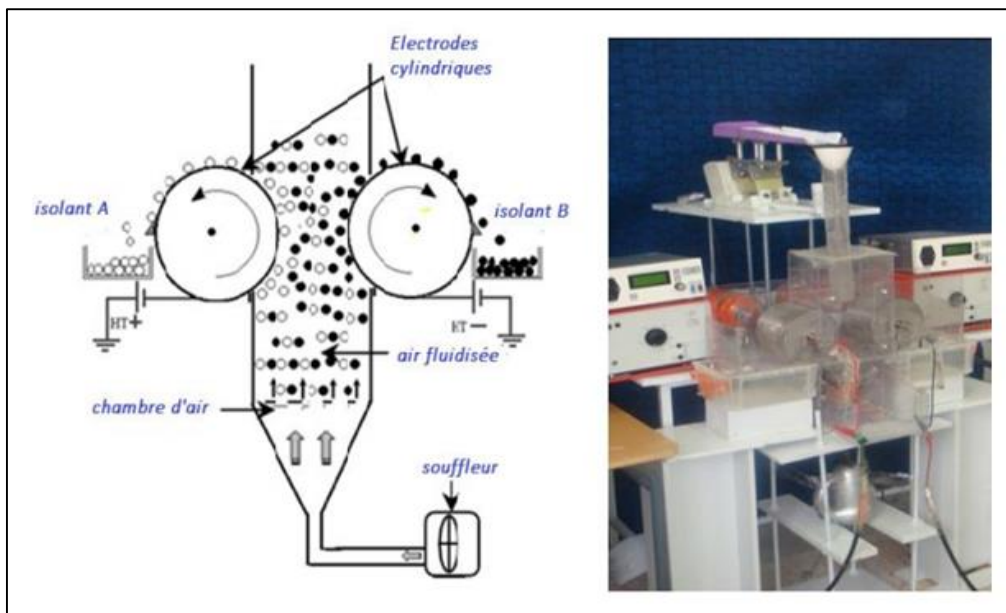 Electrodes
cylindriques
isolant A
isolant B
HT+
HT−
air fluidisée
chambre d'air
souffleur